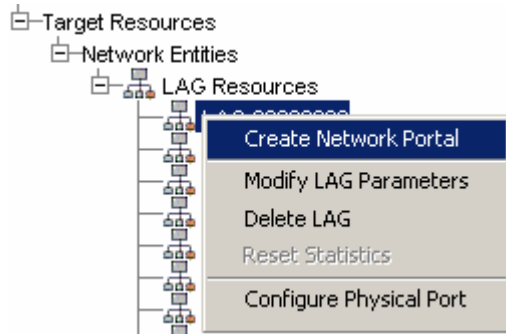 Target Resources
Network Entities
LAG Resources
Create Network Portal
Modify LAG Parameters
Delete LAG
Reset Statistics
Configure Physical Port